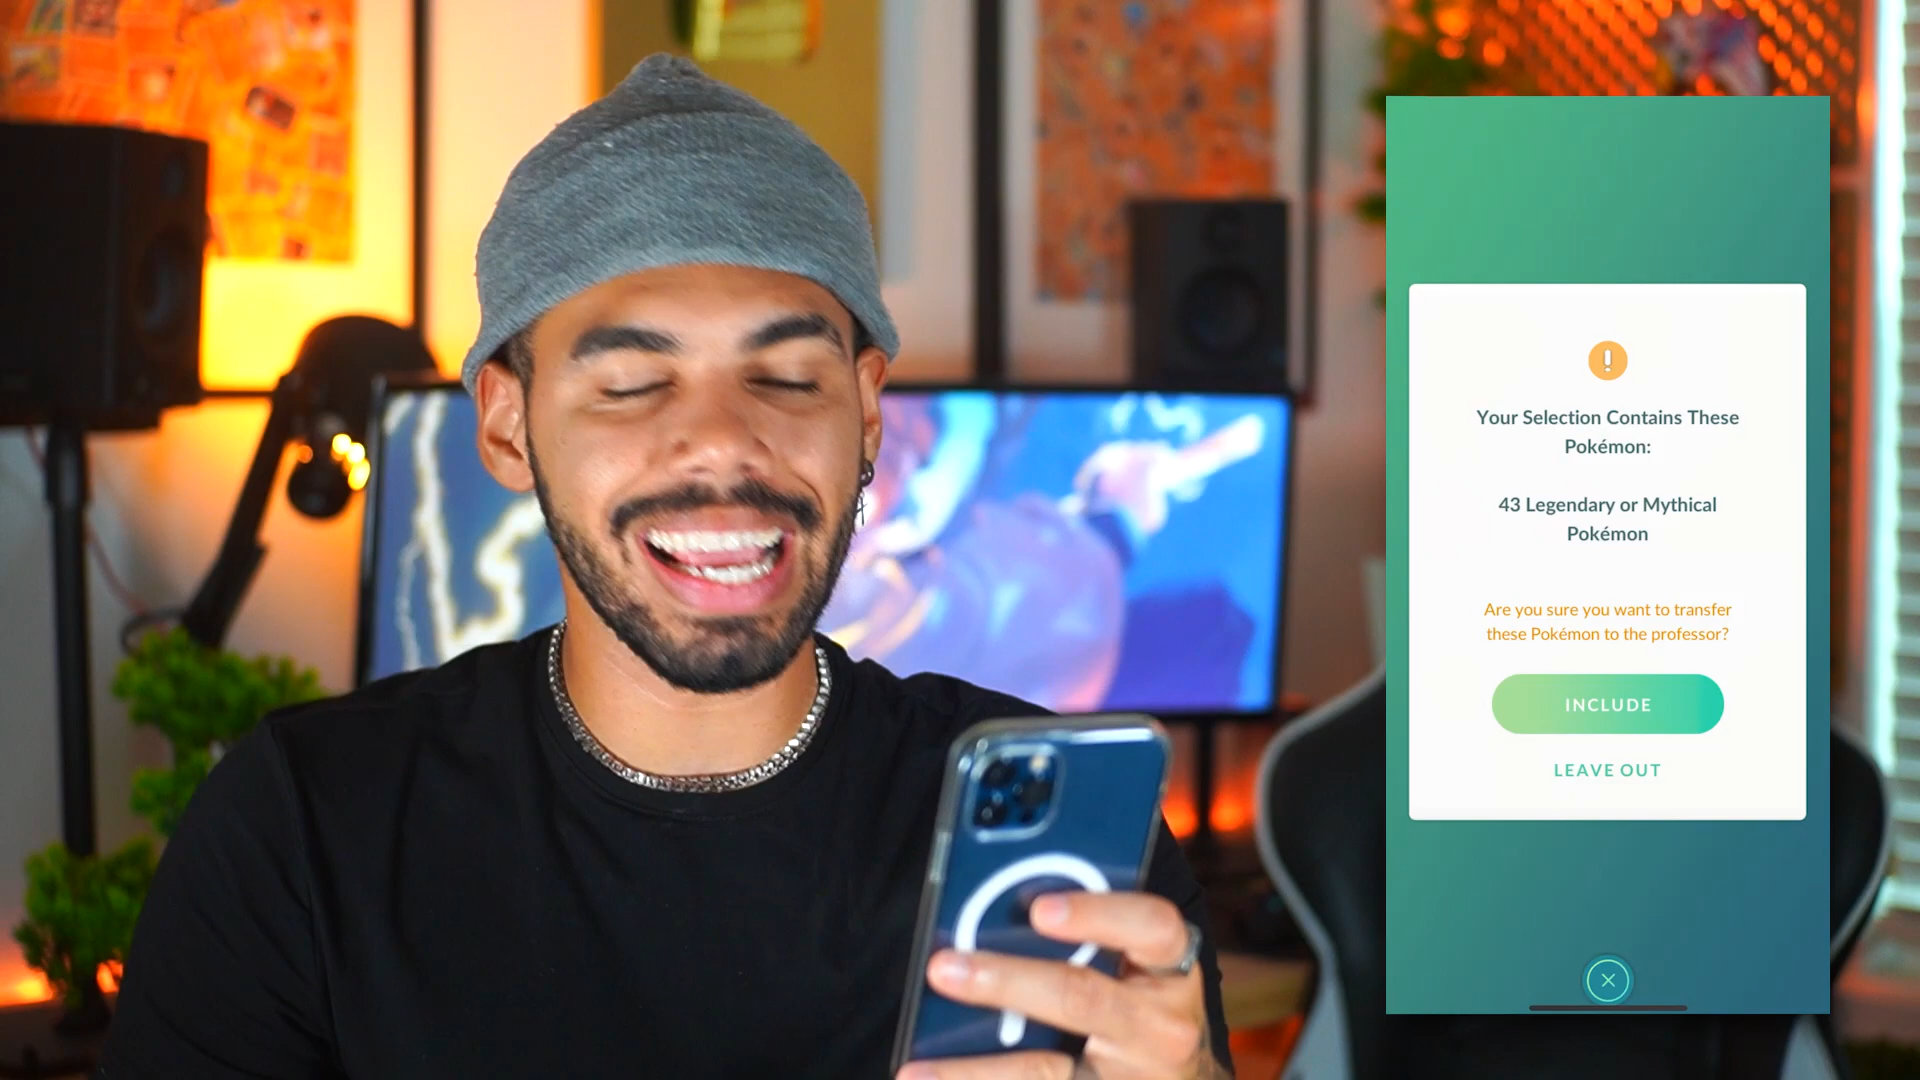 Your Selection Contains These
Pokémon:
43 Legendary or Mythical
Pokémon
Are you sure you want to transfer
these Pokémon to the professor?
INCLUDE
LEAVE OUT